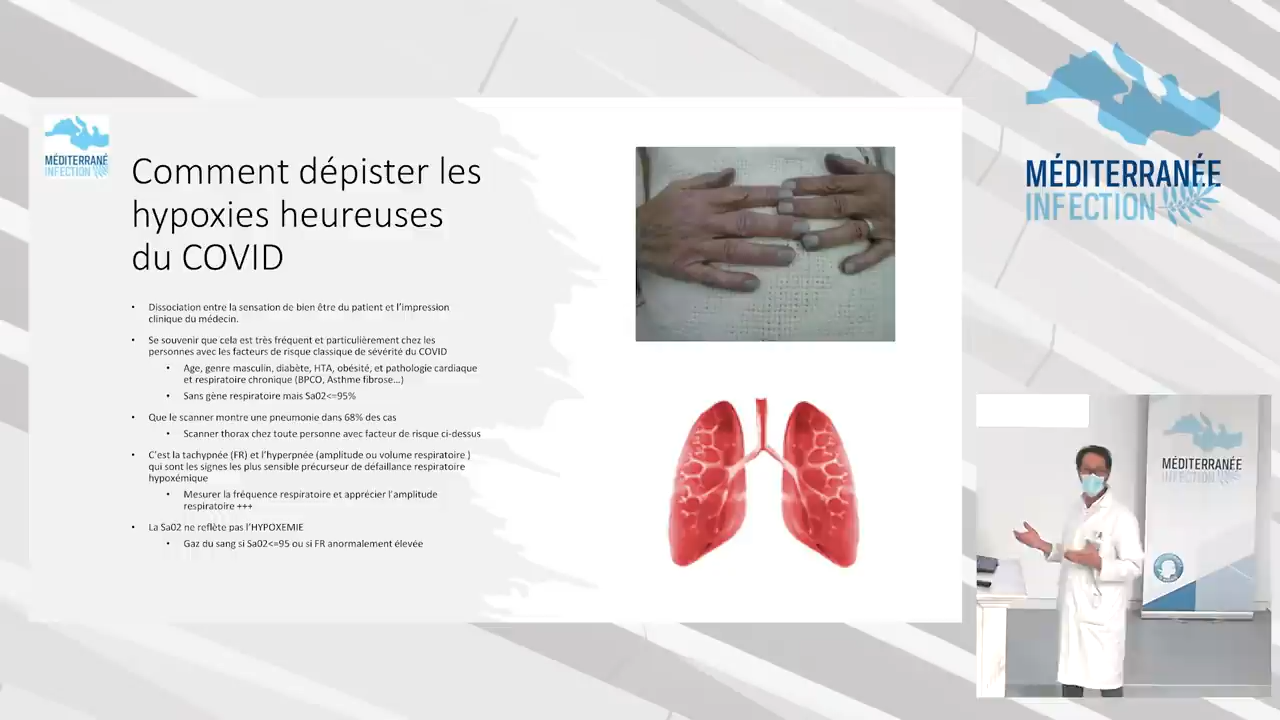 MÉDITERRANÉE
INFECTION
Comment dépister les
hypoxies heureuses
du COVID
• Dissociation entre la sensation de bien être du patient et l'impression
clinique du médecin.
• Se souvenir que cela est très fréquent et particulièrement chez les
personnes avec les facteurs de risque classique de sévérité du COVID
• Age, genre masculin, diabète, HTA, obésité, et pathologie cardiaque
et respiratoire chronique (BPCO, Asthme fibrose...)
• Sans gène respiratoire mais Sa02<=95%
• Que le scanner montre une pneumonie dans 68% des cas
• Scanner thorax chez toute personne avec facteur de risque ci-dessus
• C'est la tachypnée (FR) et l'hyperpnée (amplitude ou volume respiratoire )
qui sont les signes les plus sensible précurseur de défaillance respiratoire
hypoxémique
• Mesurer la fréquence respiratoire et apprécier l'amplitude
respiratoire +++
• La Sa02 ne reflète pas l'HYPOXEMIE
• Gaz du sang si Sa02<=95 ou si FR anormalement élevée
MÉDITERRANÉE
INFECTION
MÉDITERRANÉE
INFECTION